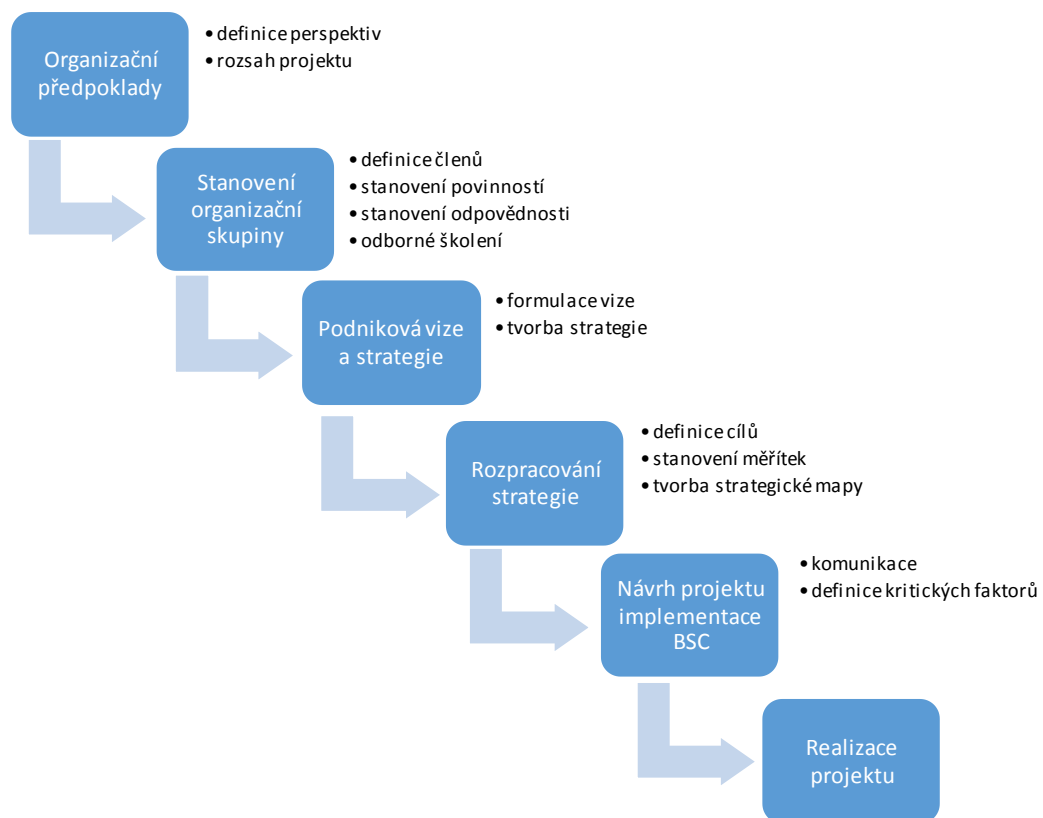 Organizační
předpoklady
• definice perspektiv
• rozsah projektu
Stanovení
organizační
skupiny
• definice členů
• stanovení povinností
• stanovení odpovědnosti
• odborné školení
Podniková vize
a strategie
• formulace vize
• tvorba strategie
Rozpracování
strategie
• definice cílů
• stanovení měřítek
• tvorba strategické mapy
Návrh projektu
implementace
BSC
• komunikace
• definice kritických faktorů
Realizace
projektu